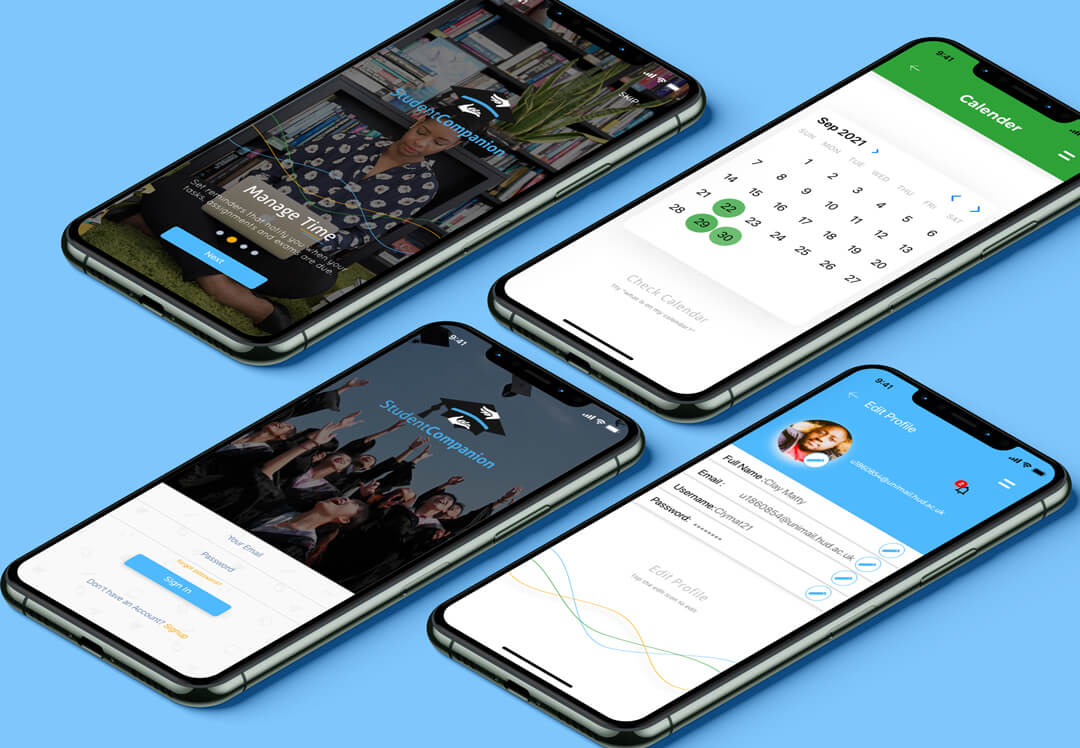 SKIP
StudentCompanion
Manage Time
Set reminders that notify you when your
tasks, assignments and exams are due.
Next
9:41
Calender
Sep 2021
SUN MON TUE WED THU FRI SAT
1 2 3 4 5 6
7 8 9 10 11 12 13
14 15 16 17 18 19 20
21 22 23 24 25 26 27
28 29 30
Check Calendar
Try "what is on my calendar?"
9:41
StudentCompanion
Your Email
Password
Forgot password?
Sign In
Don't have an Account? Signup
9:41
Edit Profile
u1860854@unimail.hud.ac.uk
2
Full Name :Clay Matty
Email : u1860854@unimail.hud.ac.uk
Username:Clymat21
Password: ********
Edit Profile
Tap the edit icon to edit